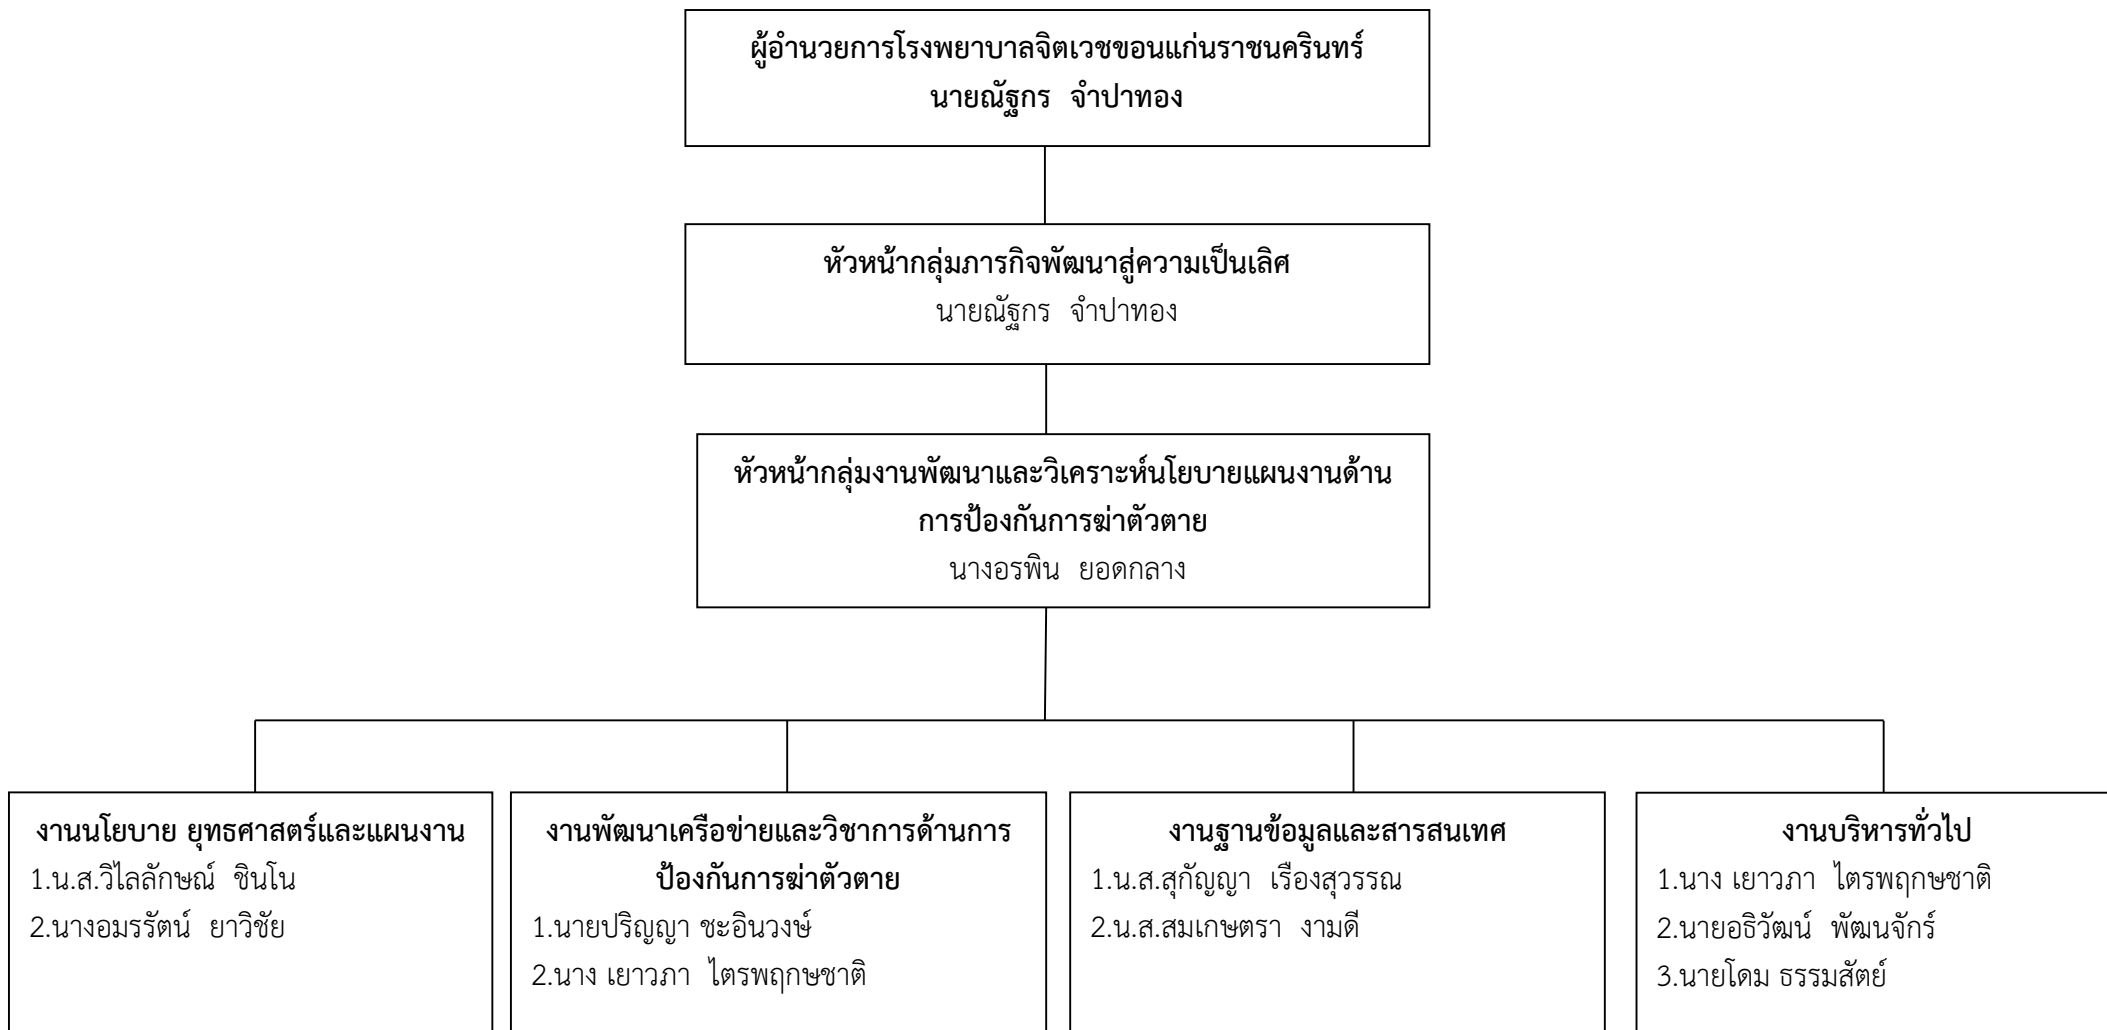 ผู้อำนวยการโรงพยาบาลจิตเวชขอนแก่นราชนครินทร์
นายณัฐกร  จำปาทอง
หัวหน้ากลุ่มภารกิจพัฒนาสู่ความเป็นเลิศ
นายณัฐกร  จำปาทอง
หัวหน้ากลุ่มงานพัฒนาและวิเคราะห์นโยบายแผนงานด้าน
การป้องกันการฆ่าตัวตาย
นางอรพิน  ยอดกลาง
งานนโยบาย ยุทธศาสตร์และแผนงาน
1.น.ส.วิไลลักษณ์  ชินโน
2.นางอมรรัตน์  ยาวิชัย
งานพัฒนาเครือข่ายและวิชาการด้านการ
ป้องกันการฆ่าตัวตาย
1.นายปริญญา ชะอินวงษ์
2.นาง เยาวภา  ไตรพฤกษชาติ
งานฐานข้อมูลและสารสนเทศ
1.น.ส.สุกัญญา  เรืองสุวรรณ
2.น.ส.สมเกษตรา  งามดี
งานบริหารทั่วไป
1.นาง เยาวภา  ไตรพฤกษชาติ
2.นายอธิวัฒน์  พัฒนจักร์
3.นายโดม ธรรมสัตย์